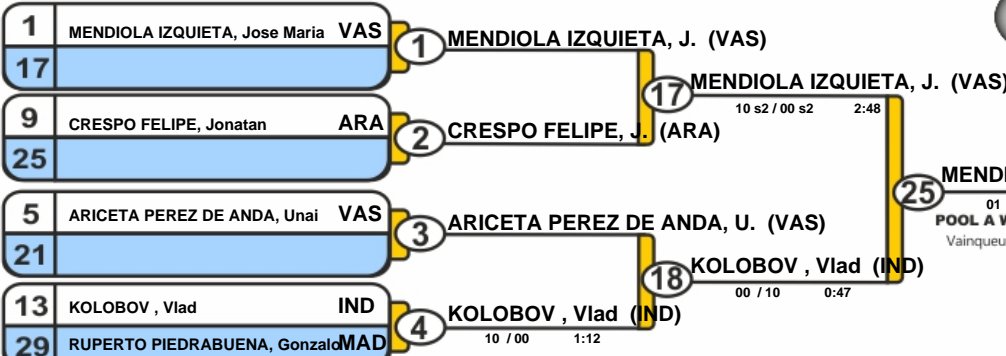 1 MENDIOLA IZQUIETA, Jose Maria VAS
17
1
MENDIOLA IZQUIETA, J. (VAS)
17
MENDIOLA IZQUIETA, J. (VAS)
10 s2 / 00 s2 2:48
9 CRESPO FELIPE, Jonatan ARA
25
2
CRESPO FELIPE, J. (ARA)
25
MENDI
01
POOL A W
Vainqueu
5 ARICETA PEREZ DE ANDA, Unai VAS
21
3
ARICETA PEREZ DE ANDA, U. (VAS)
18
KOLOBOV , Vlad (IND)
00 / 10 0:47
13 KOLOBOV , Vlad IND
29 RUPERTO PIEDRABUENA, Gonzalo MAD
4
KOLOBOV , Vlad (IND)
10 / 00 1:12